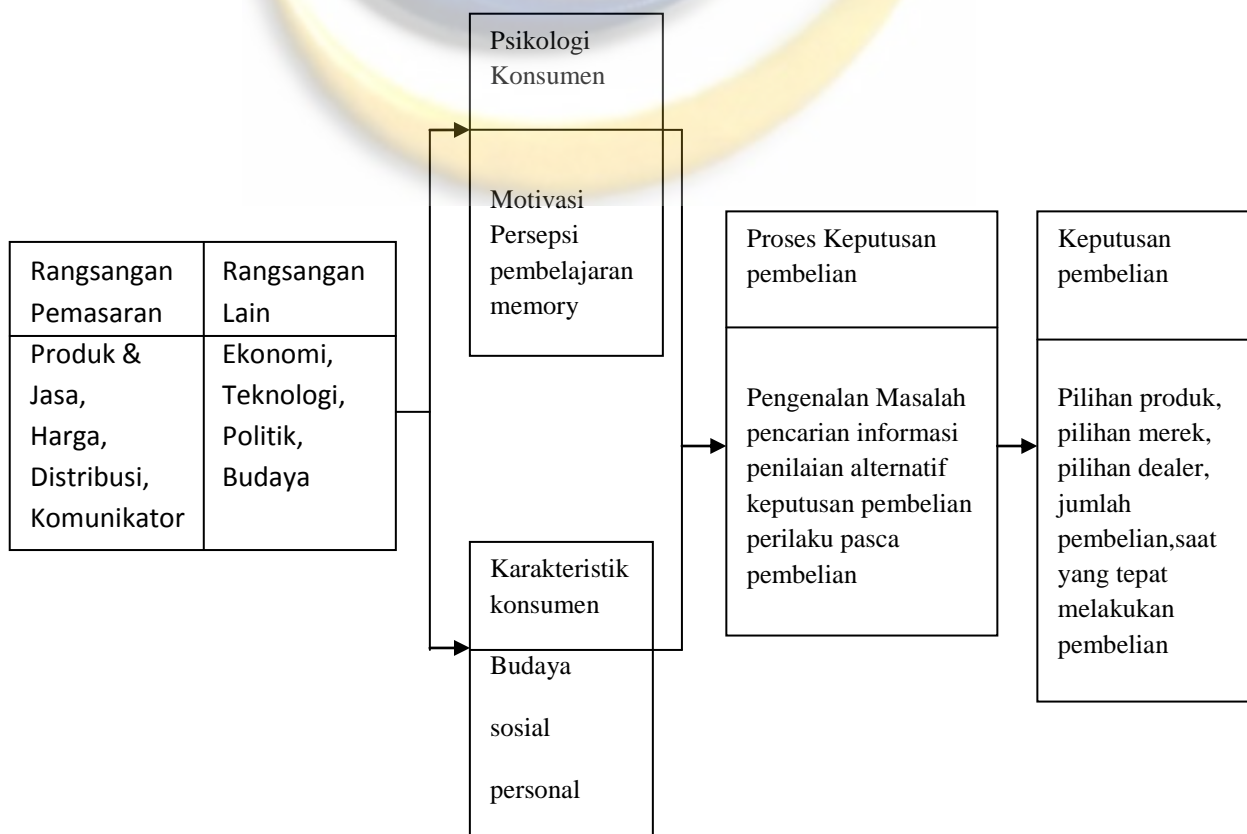 Psikologi
Konsumen
Motivasi
Persepsi
pembelajaran
memory
Rangsangan
Pemasaran
Rangsangan
Lain
Produk &
Jasa,
Harga,
Distribusi,
Komunikator
Ekonomi,
Teknologi,
Politik,
Budaya
Karakteristik
konsumen
Budaya
sosial
personal
Proses Keputusan
pembelian
Pengenalan Masalah
pencarian informasi
penilaian alternatif
keputusan pembelian
perilaku pasca
pembelian
Keputusan
pembelian
Pilihan produk,
pilihan merek,
pilihan dealer,
jumlah
pembelian,saat
yang tepat
melakukan
pembelian